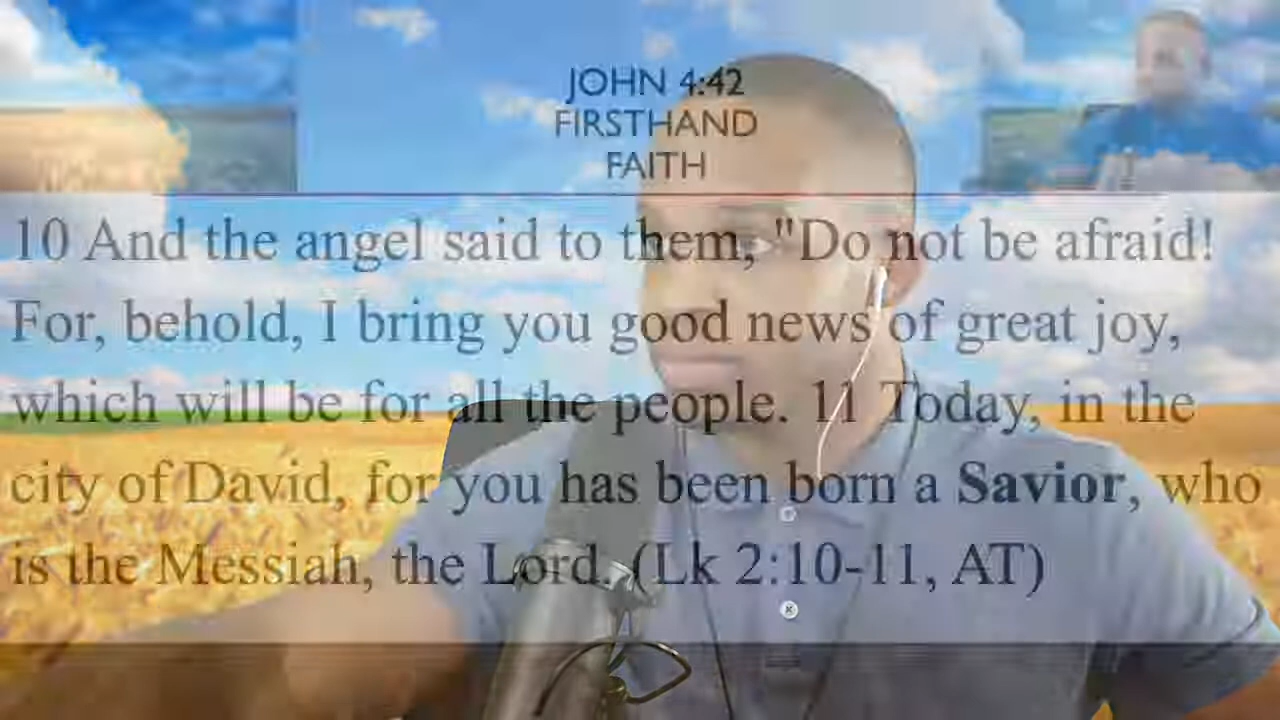 JOHN 4:42
FIRSTHAND
FAITH
10 And the angel said to them, "Do not be afraid!
For, behold, I bring you good news of great joy,
which will be for all the people. 11 Today, in the
city of David, for you has been born a Savior, who
is the Messiah, the Lord. (Lk 2:10-11, AT)